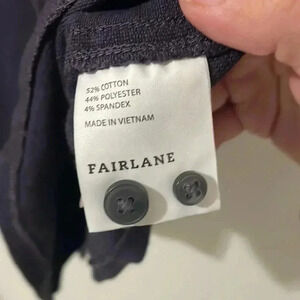 52% COTTON
44% POLYESTER
4% SPANDEX
MADE IN VIETNAM
FAIRLANE